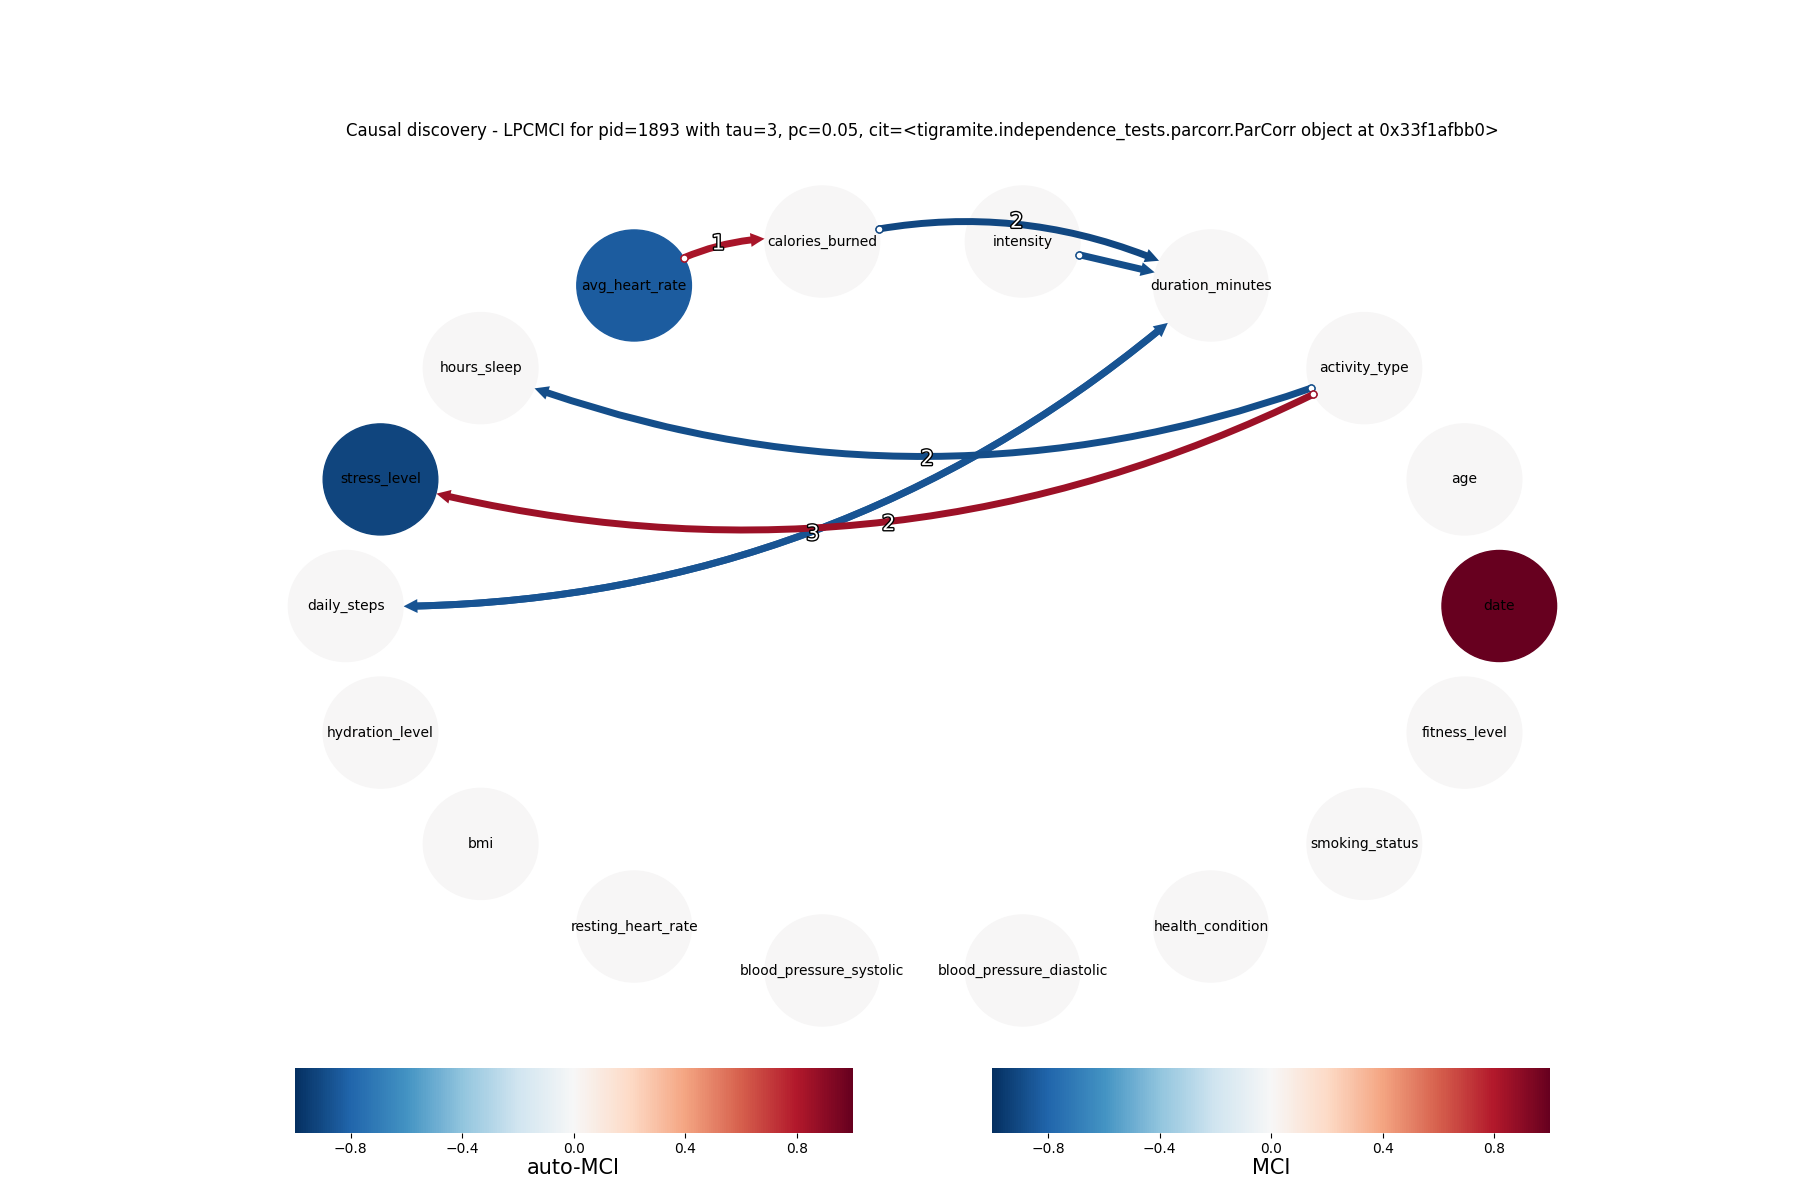 Causal discovery - LPCMCI for pid=1893 with tau=3, pc=0.05, cit=<tigramite.independence_tests.parcorr.ParCorr object at 0x33f1afbb0>
2
1
calories_burned
intensity
avg_heart_rate
duration_minutes
hours_sleep
activity_type
2
stress_level
age
2
3
daily_steps
date
hydration_level
fitness_level
bmi
smoking_status
resting_heart_rate
health_condition
blood_pressure_systolic
blood_pressure_diastolic
−0.8 −0.4 0.0 0.4 0.8
auto-MCI
−0.8 −0.4 0.0 0.4 0.8
MCI